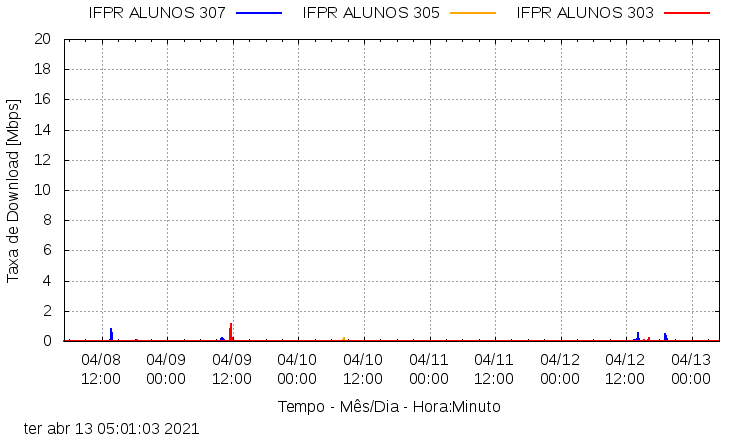 IFPR ALUNOS 307 IFPR ALUNOS 305 IFPR ALUNOS 303
Taxa de Download [Mbps]
20
18
16
14
12
10
8
6
4
2
0
04/08 04/09 04/09 04/10 04/10 04/11 04/11 04/12 04/12 04/13
12:00 00:00 12:00 00:00 12:00 00:00 12:00 00:00 12:00 00:00
Tempo - Mês/Dia - Hora:Minuto
ter abr 13 05:01:03 2021